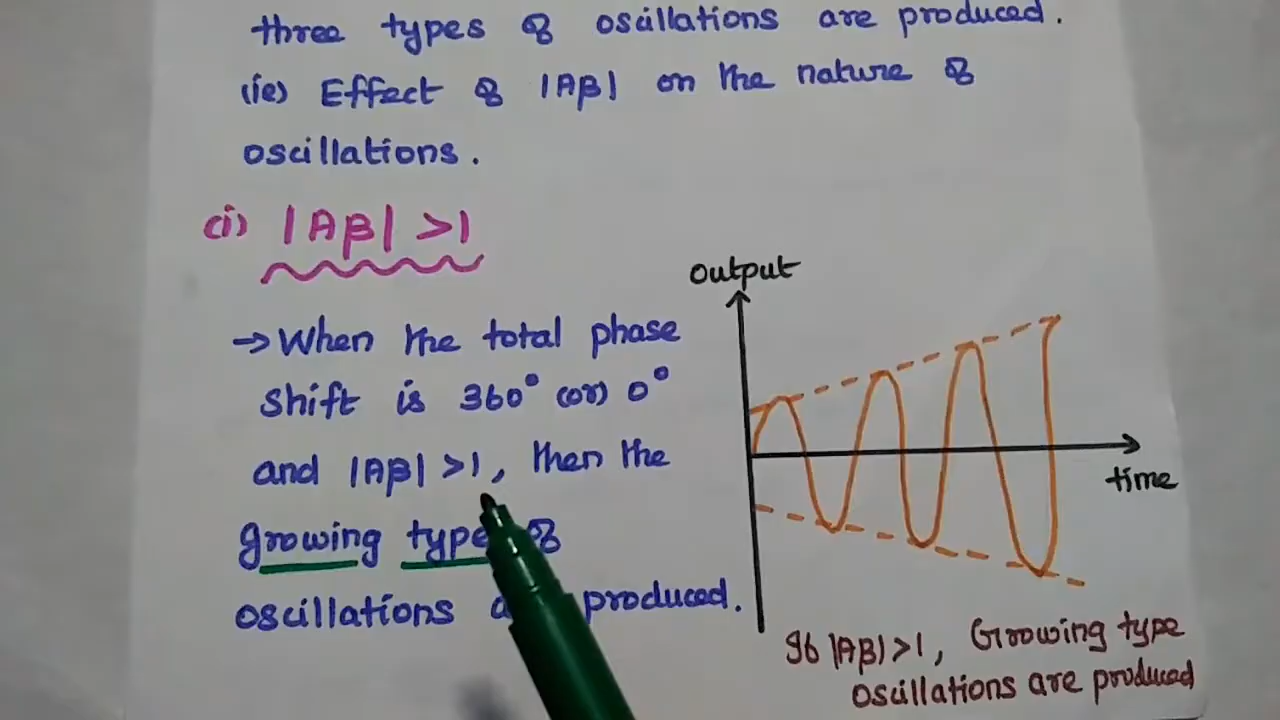 three types of oscillations are produced.
(ie) Effect of |Aβ| on the nature of
oscillations.
(i) |Aβ| >1
→ When the total phase
shift is 360° (or) 0°
and |Aβ| >1, then the
growing type of
oscillations produced.
output
time
If |Aβ| >1, Growing type
oscillations are produced